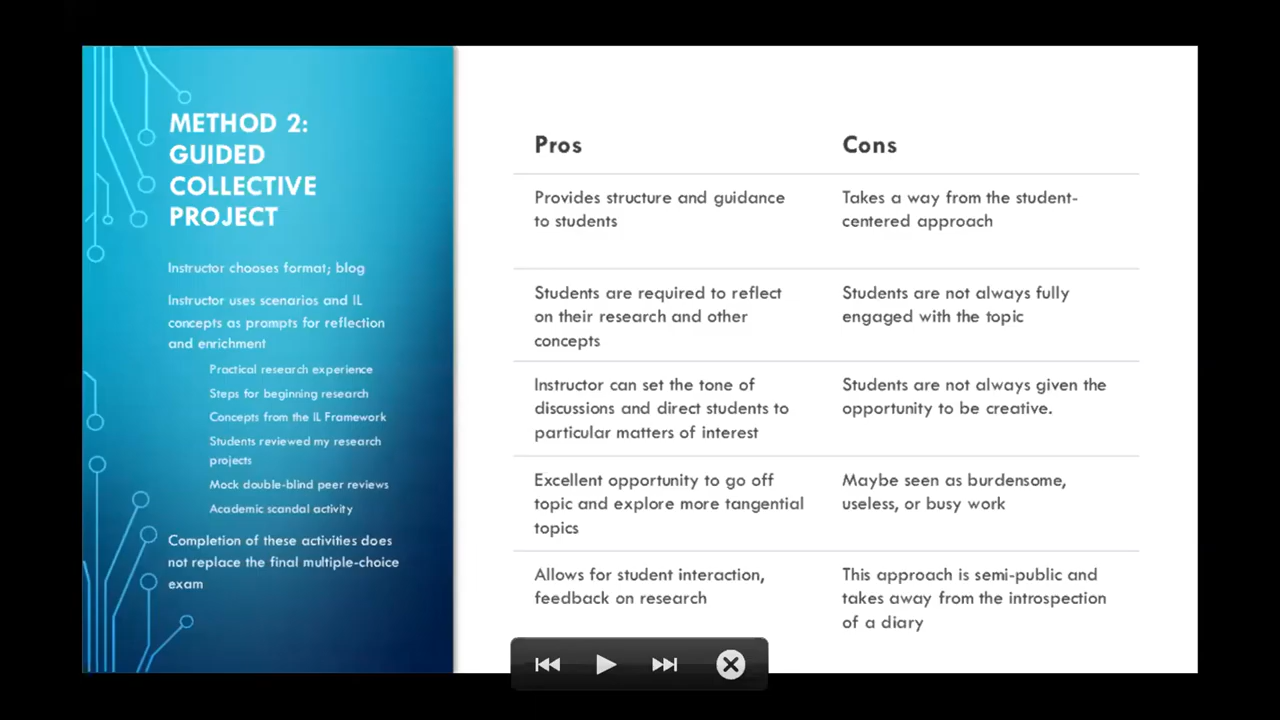 METHOD 2:
GUIDED
COLLECTIVE
PROJECT
Instructor chooses format; blog
Instructor uses scenarios and IL
concepts as prompts for reflection
and enrichment
Practical research experience
Steps for beginning research
Concepts from the IL Framework
Students reviewed my research
projects
Mock double-blind peer reviews
Academic scandal activity
Completion of these activities does
not replace the final multiple-choice
exam
Pros
Cons
Provides structure and guidance
to students
Takes a way from the student-
centered approach
Students are required to reflect
on their research and other
concepts
Students are not always fully
engaged with the topic
Instructor can set the tone of
discussions and direct students to
particular matters of interest
Students are not always given the
opportunity to be creative.
Excellent opportunity to go off
topic and explore more tangential
topics
Maybe seen as burdensome,
useless, or busy work
Allows for student interaction,
feedback on research
This approach is semi-public and
takes away from the introspection
of a diary